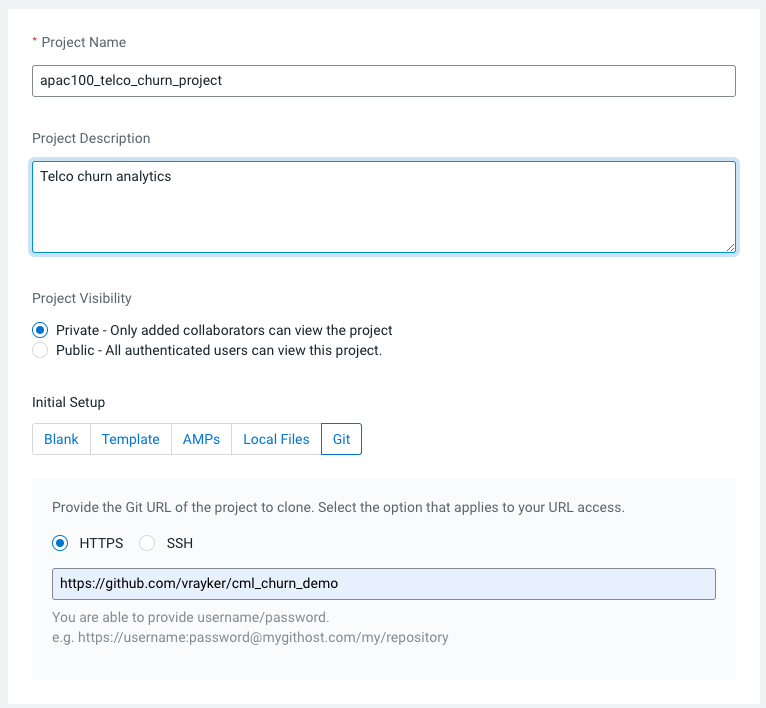 * Project Name
apac100_telco_churn_project
Project Description
Telco churn analytics
Project Visibility
Private - Only added collaborators can view the project
Public - All authenticated users can view this project.
Initial Setup
Blank Template AMPs Local Files Git
Provide the Git URL of the project to clone. Select the option that applies to your URL access.
HTTPS SSH
https://github.com/vrayker/cml_churn_demo
You are able to provide username/password.
e.g. https://username:password@mygithost.com/my/repository